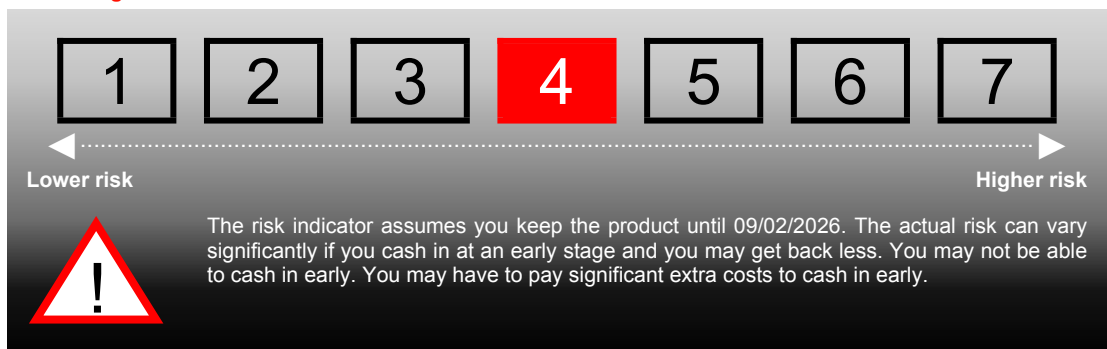 1 2 3 4 5 6 7
Lower risk Higher risk
The risk indicator assumes you keep the product until 09/02/2026. The actual risk can vary
significantly if you cash in at an early stage and you may get back less. You may not be able
to cash in early. You may have to pay significant extra costs to cash in early.
!